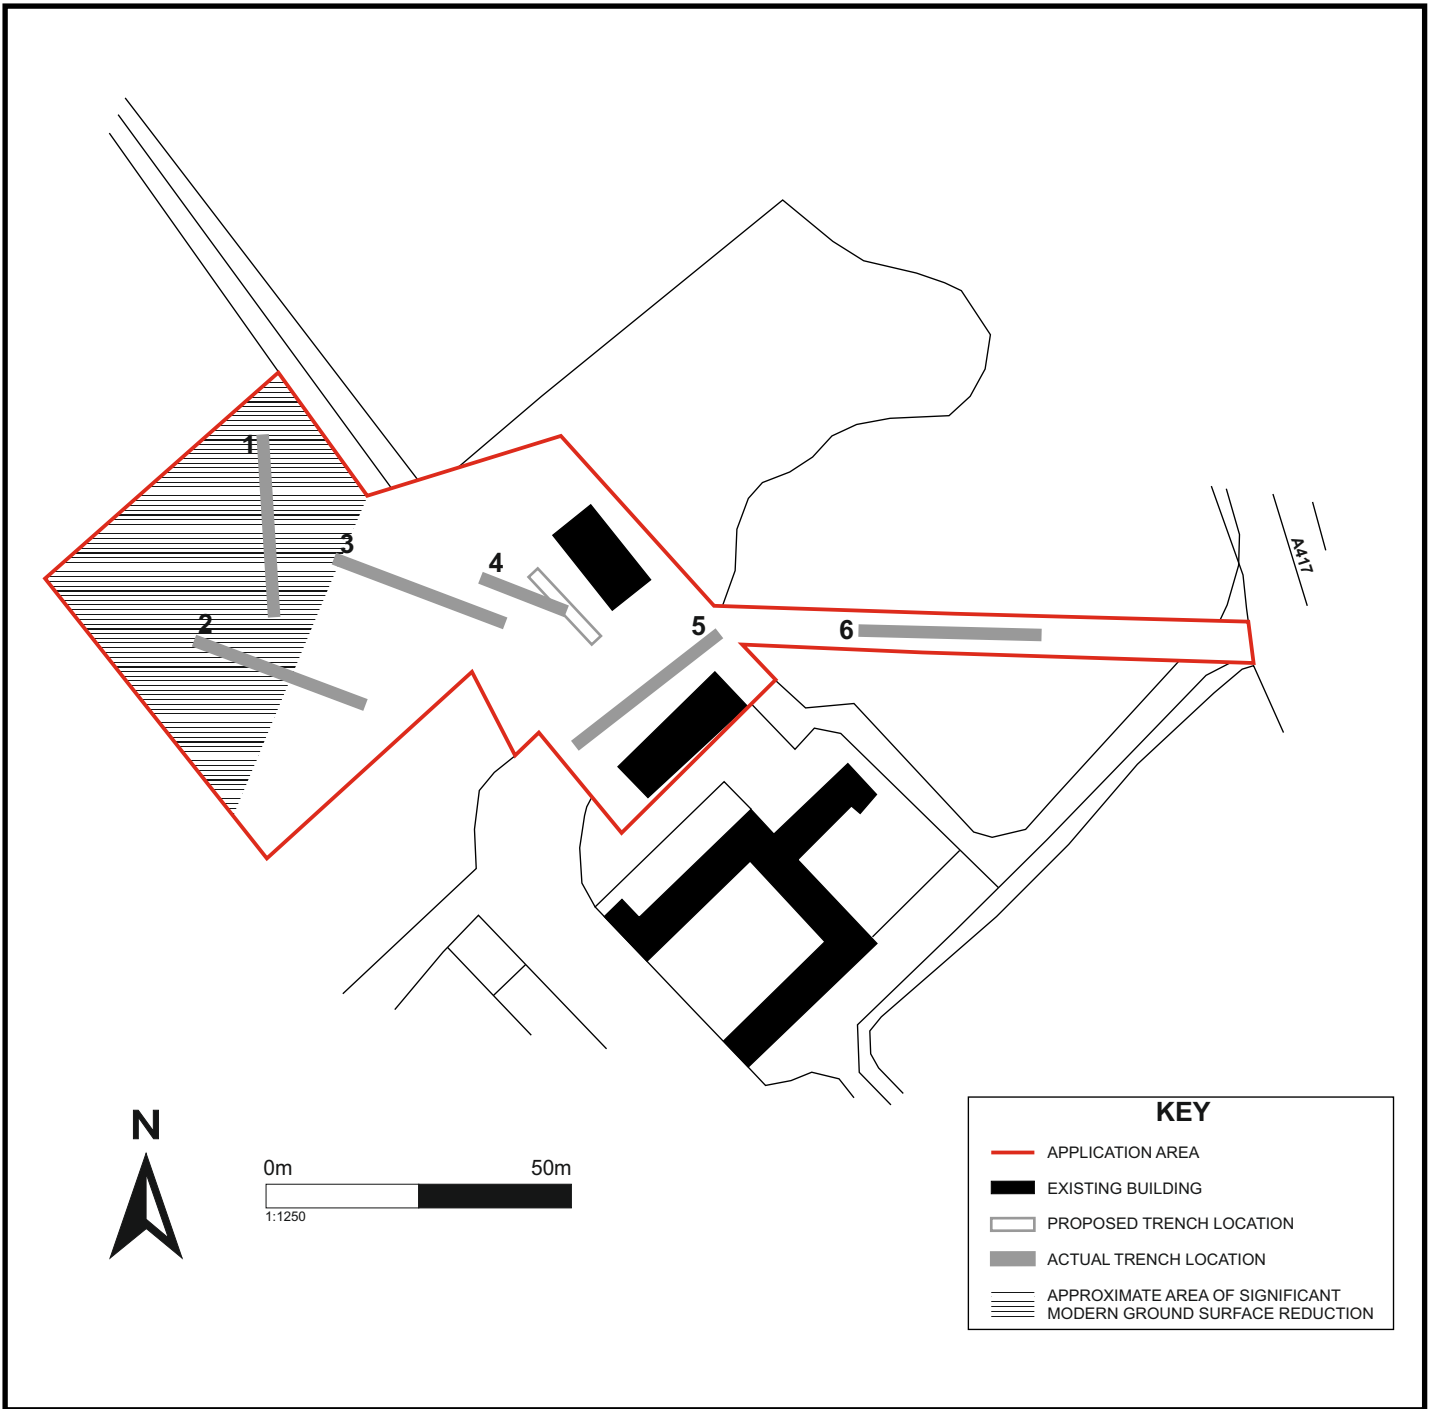 1
3
4
2
5
6
A417
N
0m 50m
1:1250
KEY
APPLICATION AREA
EXISTING BUILDING
PROPOSED TRENCH LOCATION
ACTUAL TRENCH LOCATION
APPROXIMATE AREA OF SIGNIFICANT
MODERN GROUND SURFACE REDUCTION